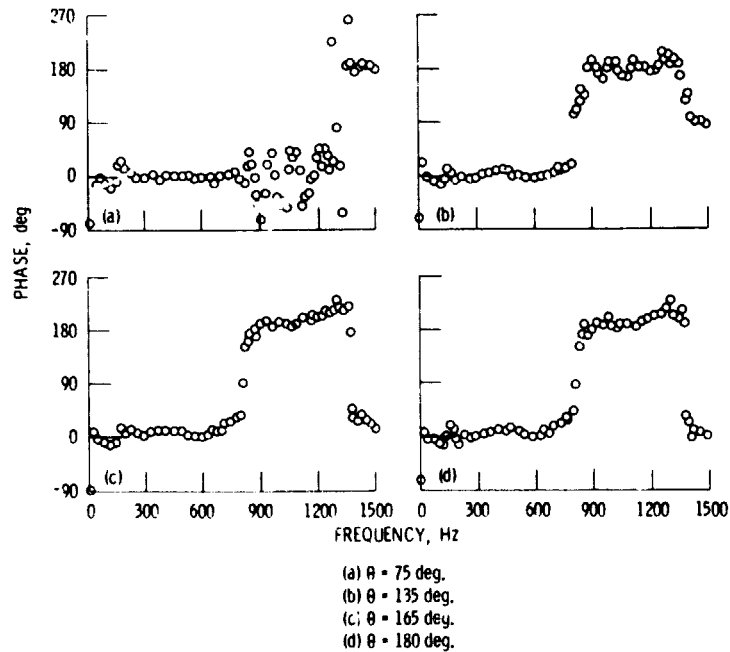 270
180
90
0
-90
(a)
(b)
PHASE, deg
270
180
90
0
-90
(c)
(d)
0 300 600 900 1200 1500
0 300 600 900 1200 1500
FREQUENCY, Hz
(a) θ = 75 deg.
(b) θ = 135 deg.
(c) θ = 165 deg.
(d) θ = 180 deg.